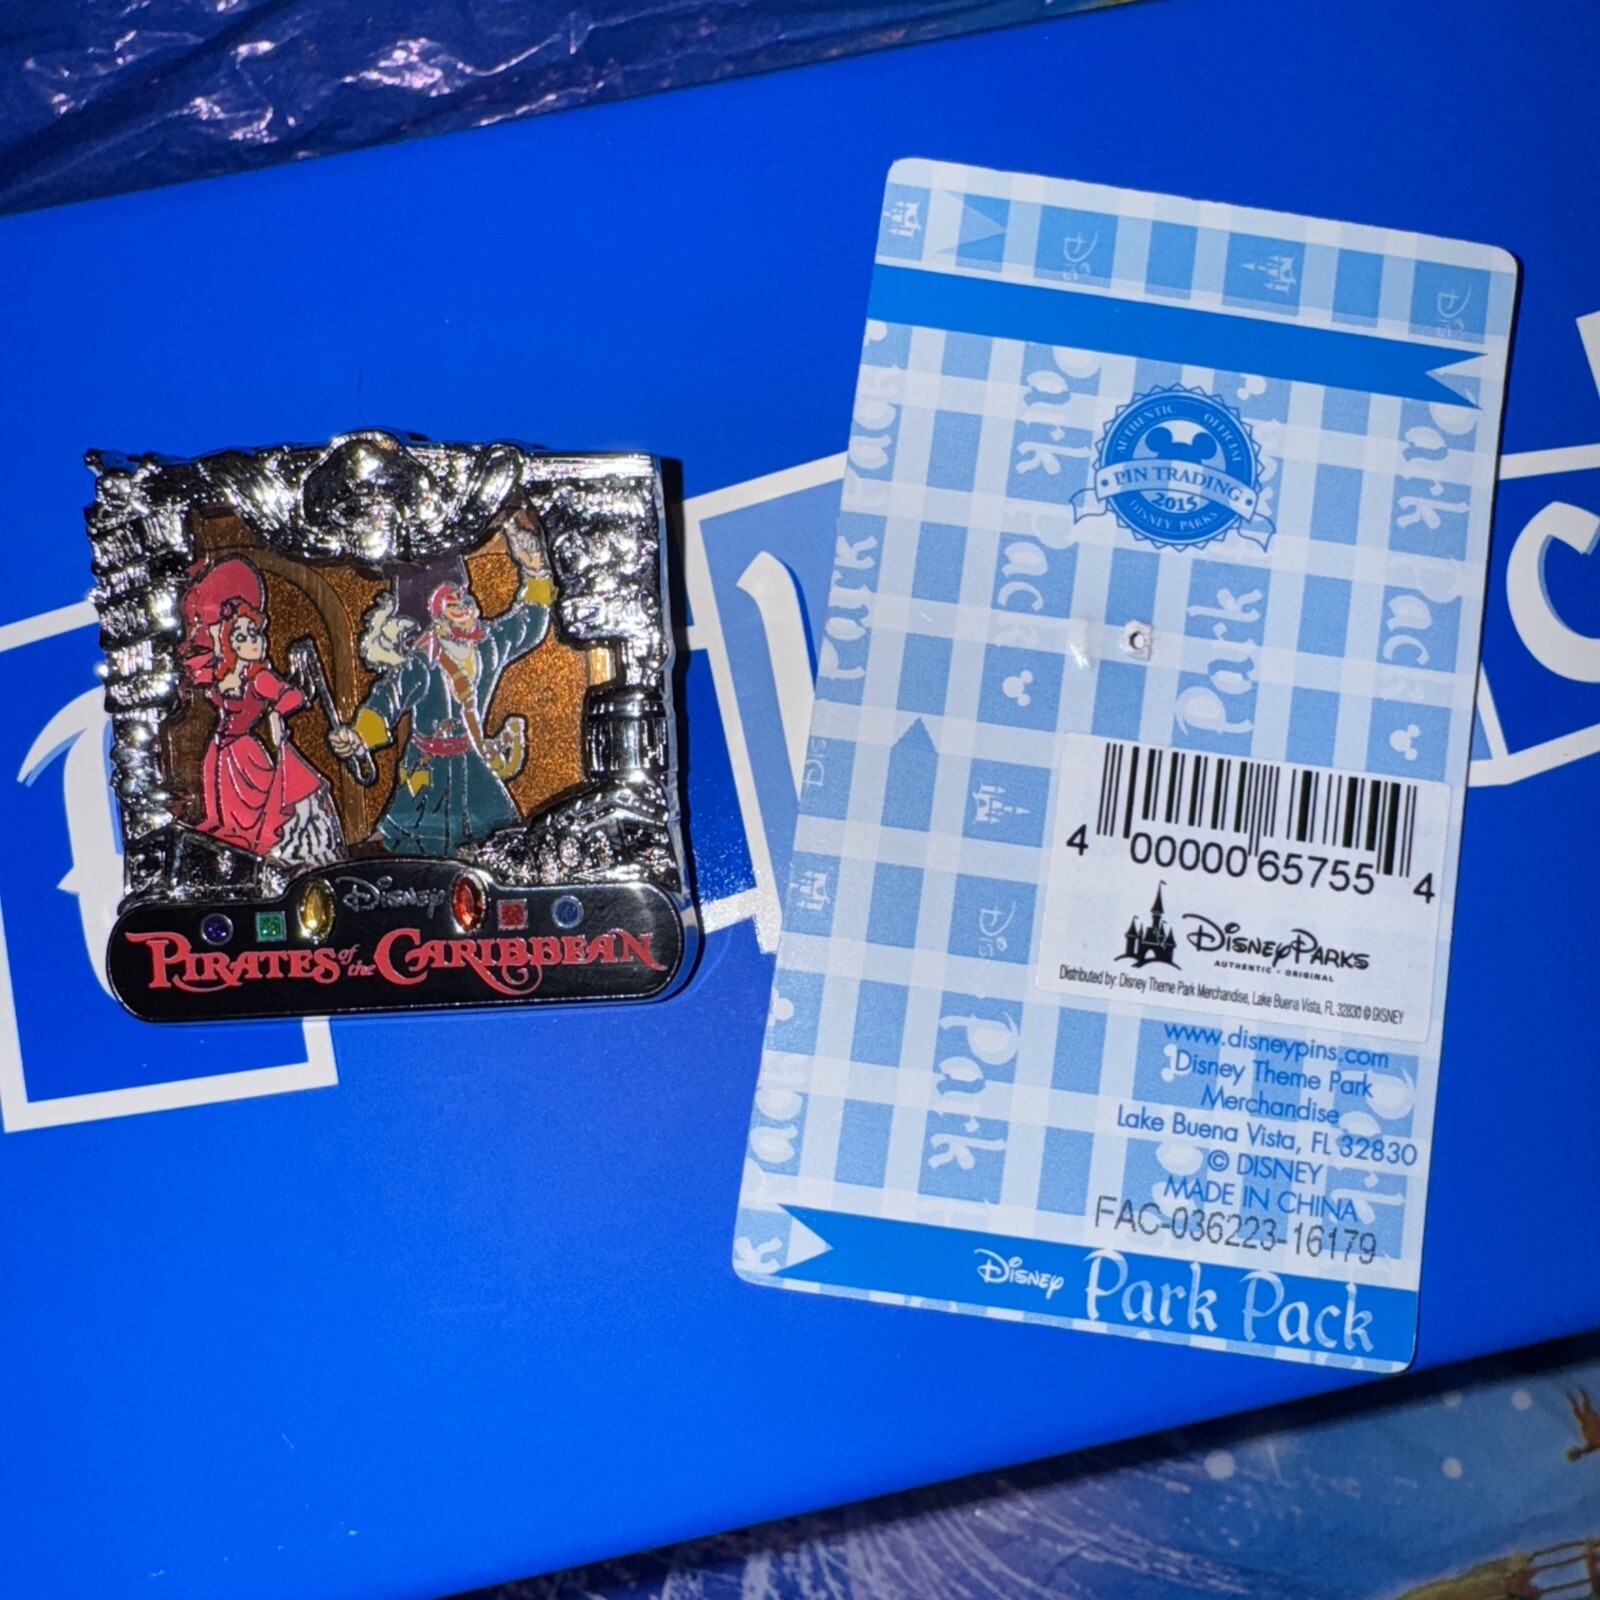 Disney
PIRATES of the CARIBBEAN
AUTHENTIC OFFICIAL
PIN TRADING
2015
DISNEY PARKS
4 00000 65755 4
Disney Parks
AUTHENTIC • ORIGINAL
Distributed by: Disney Theme Park Merchandise, Lake Buena Vista, FL 32830 © DISNEY
www.disneypins.com
Disney Theme Park
Merchandise
Lake Buena Vista, FL 32830
© DISNEY
MADE IN CHINA
FAC-036223-16179
Disney Park Pack